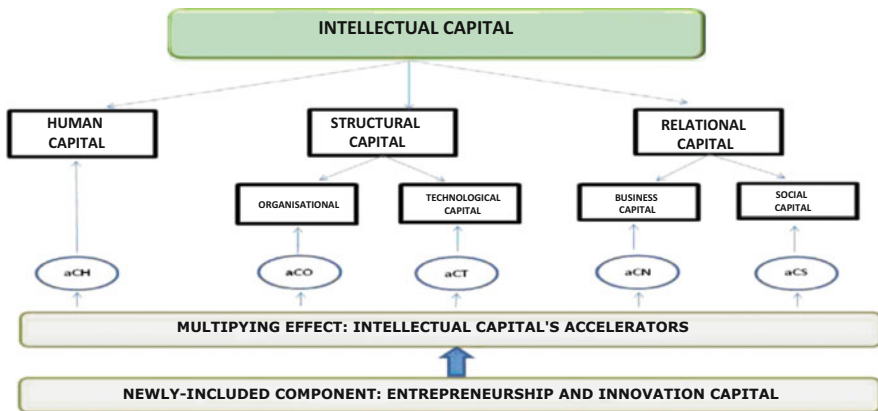 INTELLECTUAL CAPITAL
HUMAN
CAPITAL
STRUCTURAL
CAPITAL
RELATIONAL
CAPITAL
ORGANISATIONAL
TECHNOLOGICAL
CAPITAL
BUSINESS
CAPITAL
SOCIAL
CAPITAL
aCH
aCO
aCT
aCN
aCS
MULTIPYING EFFECT: INTELLECTUAL CAPITAL'S ACCELERATORS
NEWLY-INCLUDED COMPONENT: ENTREPRENEURSHIP AND INNOVATION CAPITAL